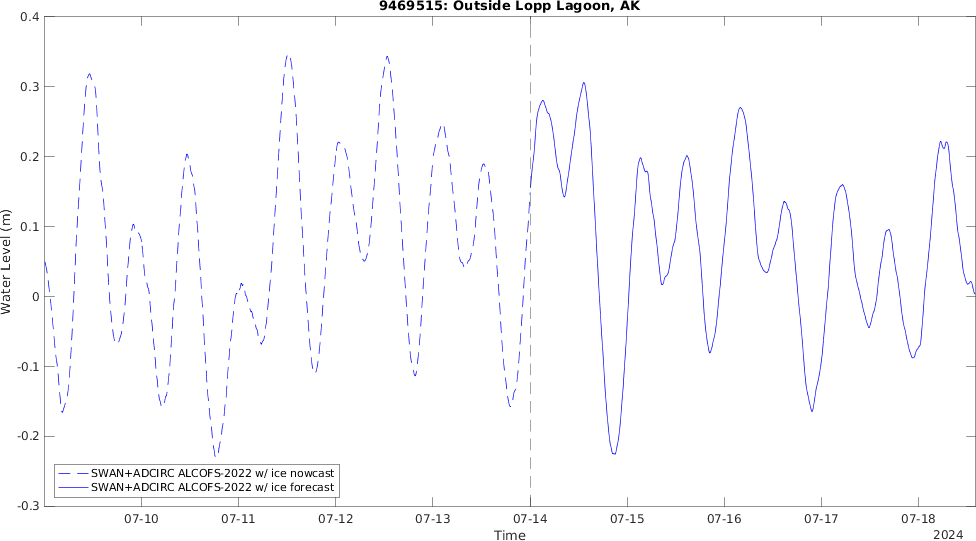 9469515: Outside Lopp Lagoon, AK
0.4
0.3
0.2
0.1
0
-0.1
-0.2
-0.3
Water Level (m)
SWAN+ADCIRC ALCOFS-2022 w/ ice nowcast
SWAN+ADCIRC ALCOFS-2022 w/ ice forecast
07-10 07-11 07-12 07-13 07-14 07-15 07-16 07-17 07-18
Time
2024